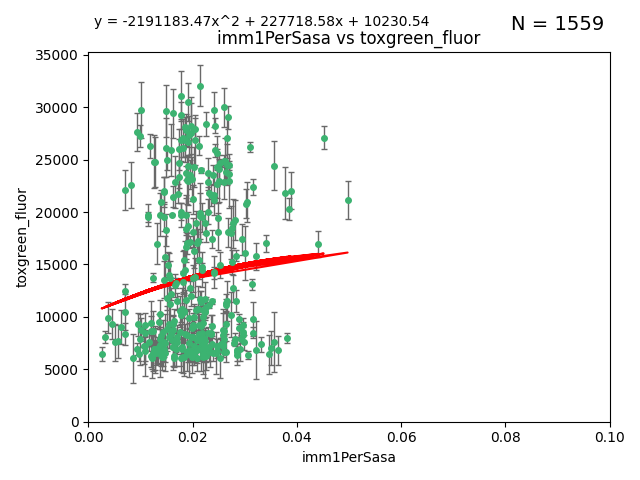 y = -2191183.47x^2 + 227718.58x + 10230.54
N = 1559
imm1PerSasa vs toxgreen_fluor
35000
30000
25000
20000
15000
10000
5000
0
toxgreen_fluor
0.00
0.02
0.04
0.06
0.08
0.10
imm1PerSasa